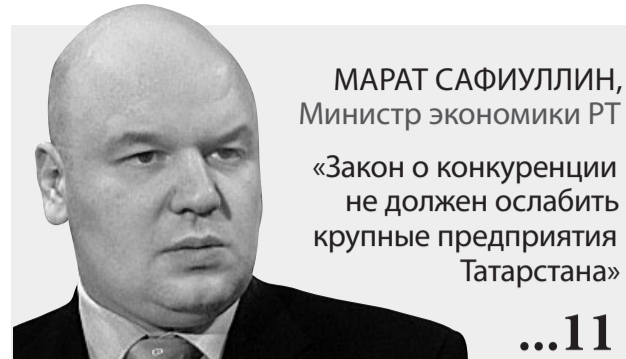 МАРАТ САФИУЛЛИН,
Министр экономики РТ
«Закон о конкуренции
не должен ослабить
крупные предприятия
Татарстана»
...11